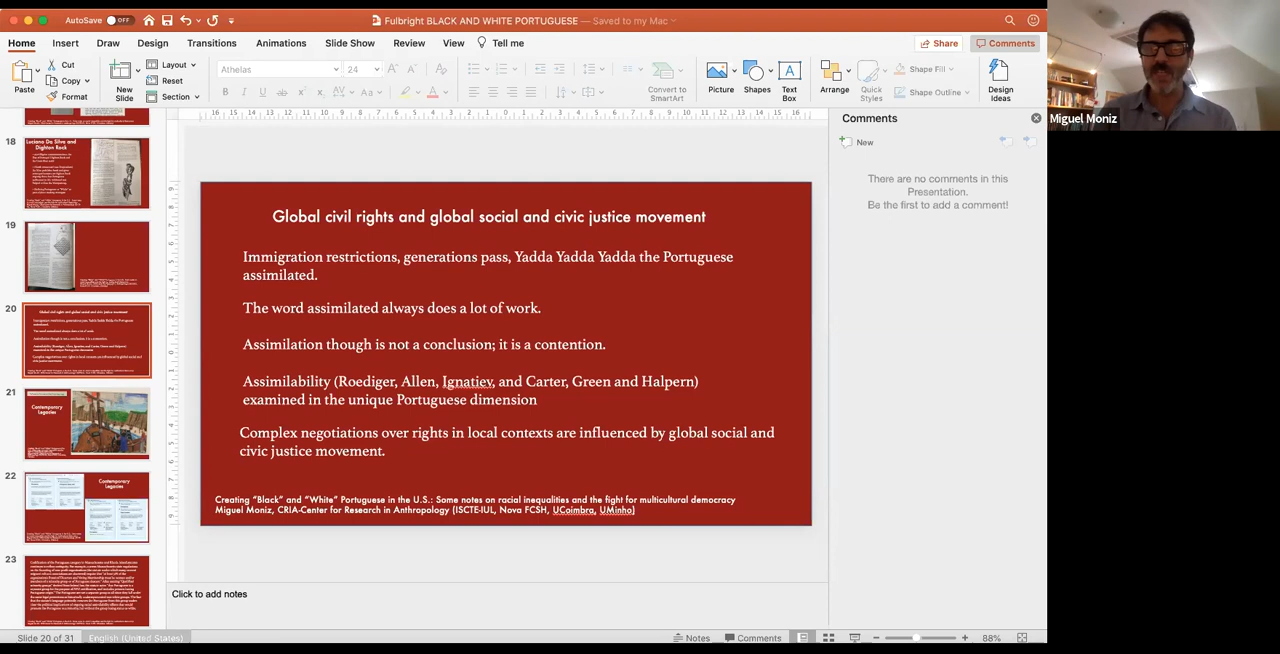 AutoSave OFF
Fulbright BLACK AND WHITE PORTUGUESE — Saved to my Mac
Home Insert Draw Design Transitions Animations Slide Show Review View Tell me
Share Comments
Paste
Cut
Copy
Format
New Slide
Layout
Reset
Section
Athelas 24
Convert to SmartArt
Picture Shapes Text Box
Arrange Quick Styles
Shape Fill
Shape Outline
Design Ideas
Miguel Moniz
18
Luciano Da Silva and
Dighton Rock
19
20
21
Contemporary
Legacies
22
Contemporary
Legacies
23
Global civil rights and global social and civic justice movement
Immigration restrictions, generations pass, Yadda Yadda Yadda the Portuguese
assimilated.
The word assimilated always does a lot of work.
Assimilation though is not a conclusion; it is a contention.
Assimilability (Roediger, Allen, Ignatiev, and Carter, Green and Halpern)
examined in the unique Portuguese dimension
Complex negotiations over rights in local contexts are influenced by global social and
civic justice movement.
Creating “Black” and “White” Portuguese in the U.S.: Some notes on racial inequalities and the fight for multicultural democracy
Miguel Moniz, CRIA-Center for Research in Anthropology (ISCTE-IUL, Nova FCSH, UCoimbra, UMinho)
Comments
New
There are no comments in this
Presentation.
Be the first to add a comment!
Click to add notes
Slide 20 of 31 English (United States) Notes Comments 88%